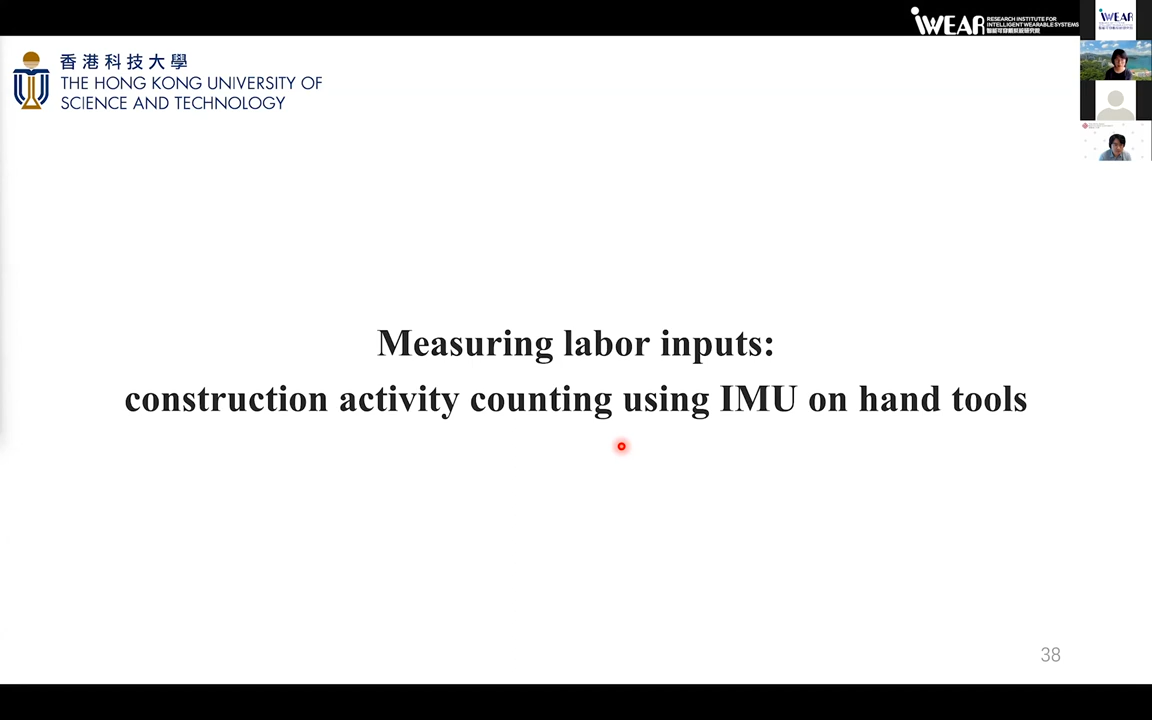 iWEAR RESEARCH INSTITUTE FOR
INTELLIGENT WEARABLE SYSTEMS
智能可穿戴系統研究院
iWEAR
香港科技大學
THE HONG KONG UNIVERSITY OF
SCIENCE AND TECHNOLOGY
Measuring labor inputs:
construction activity counting using IMU on hand tools
38